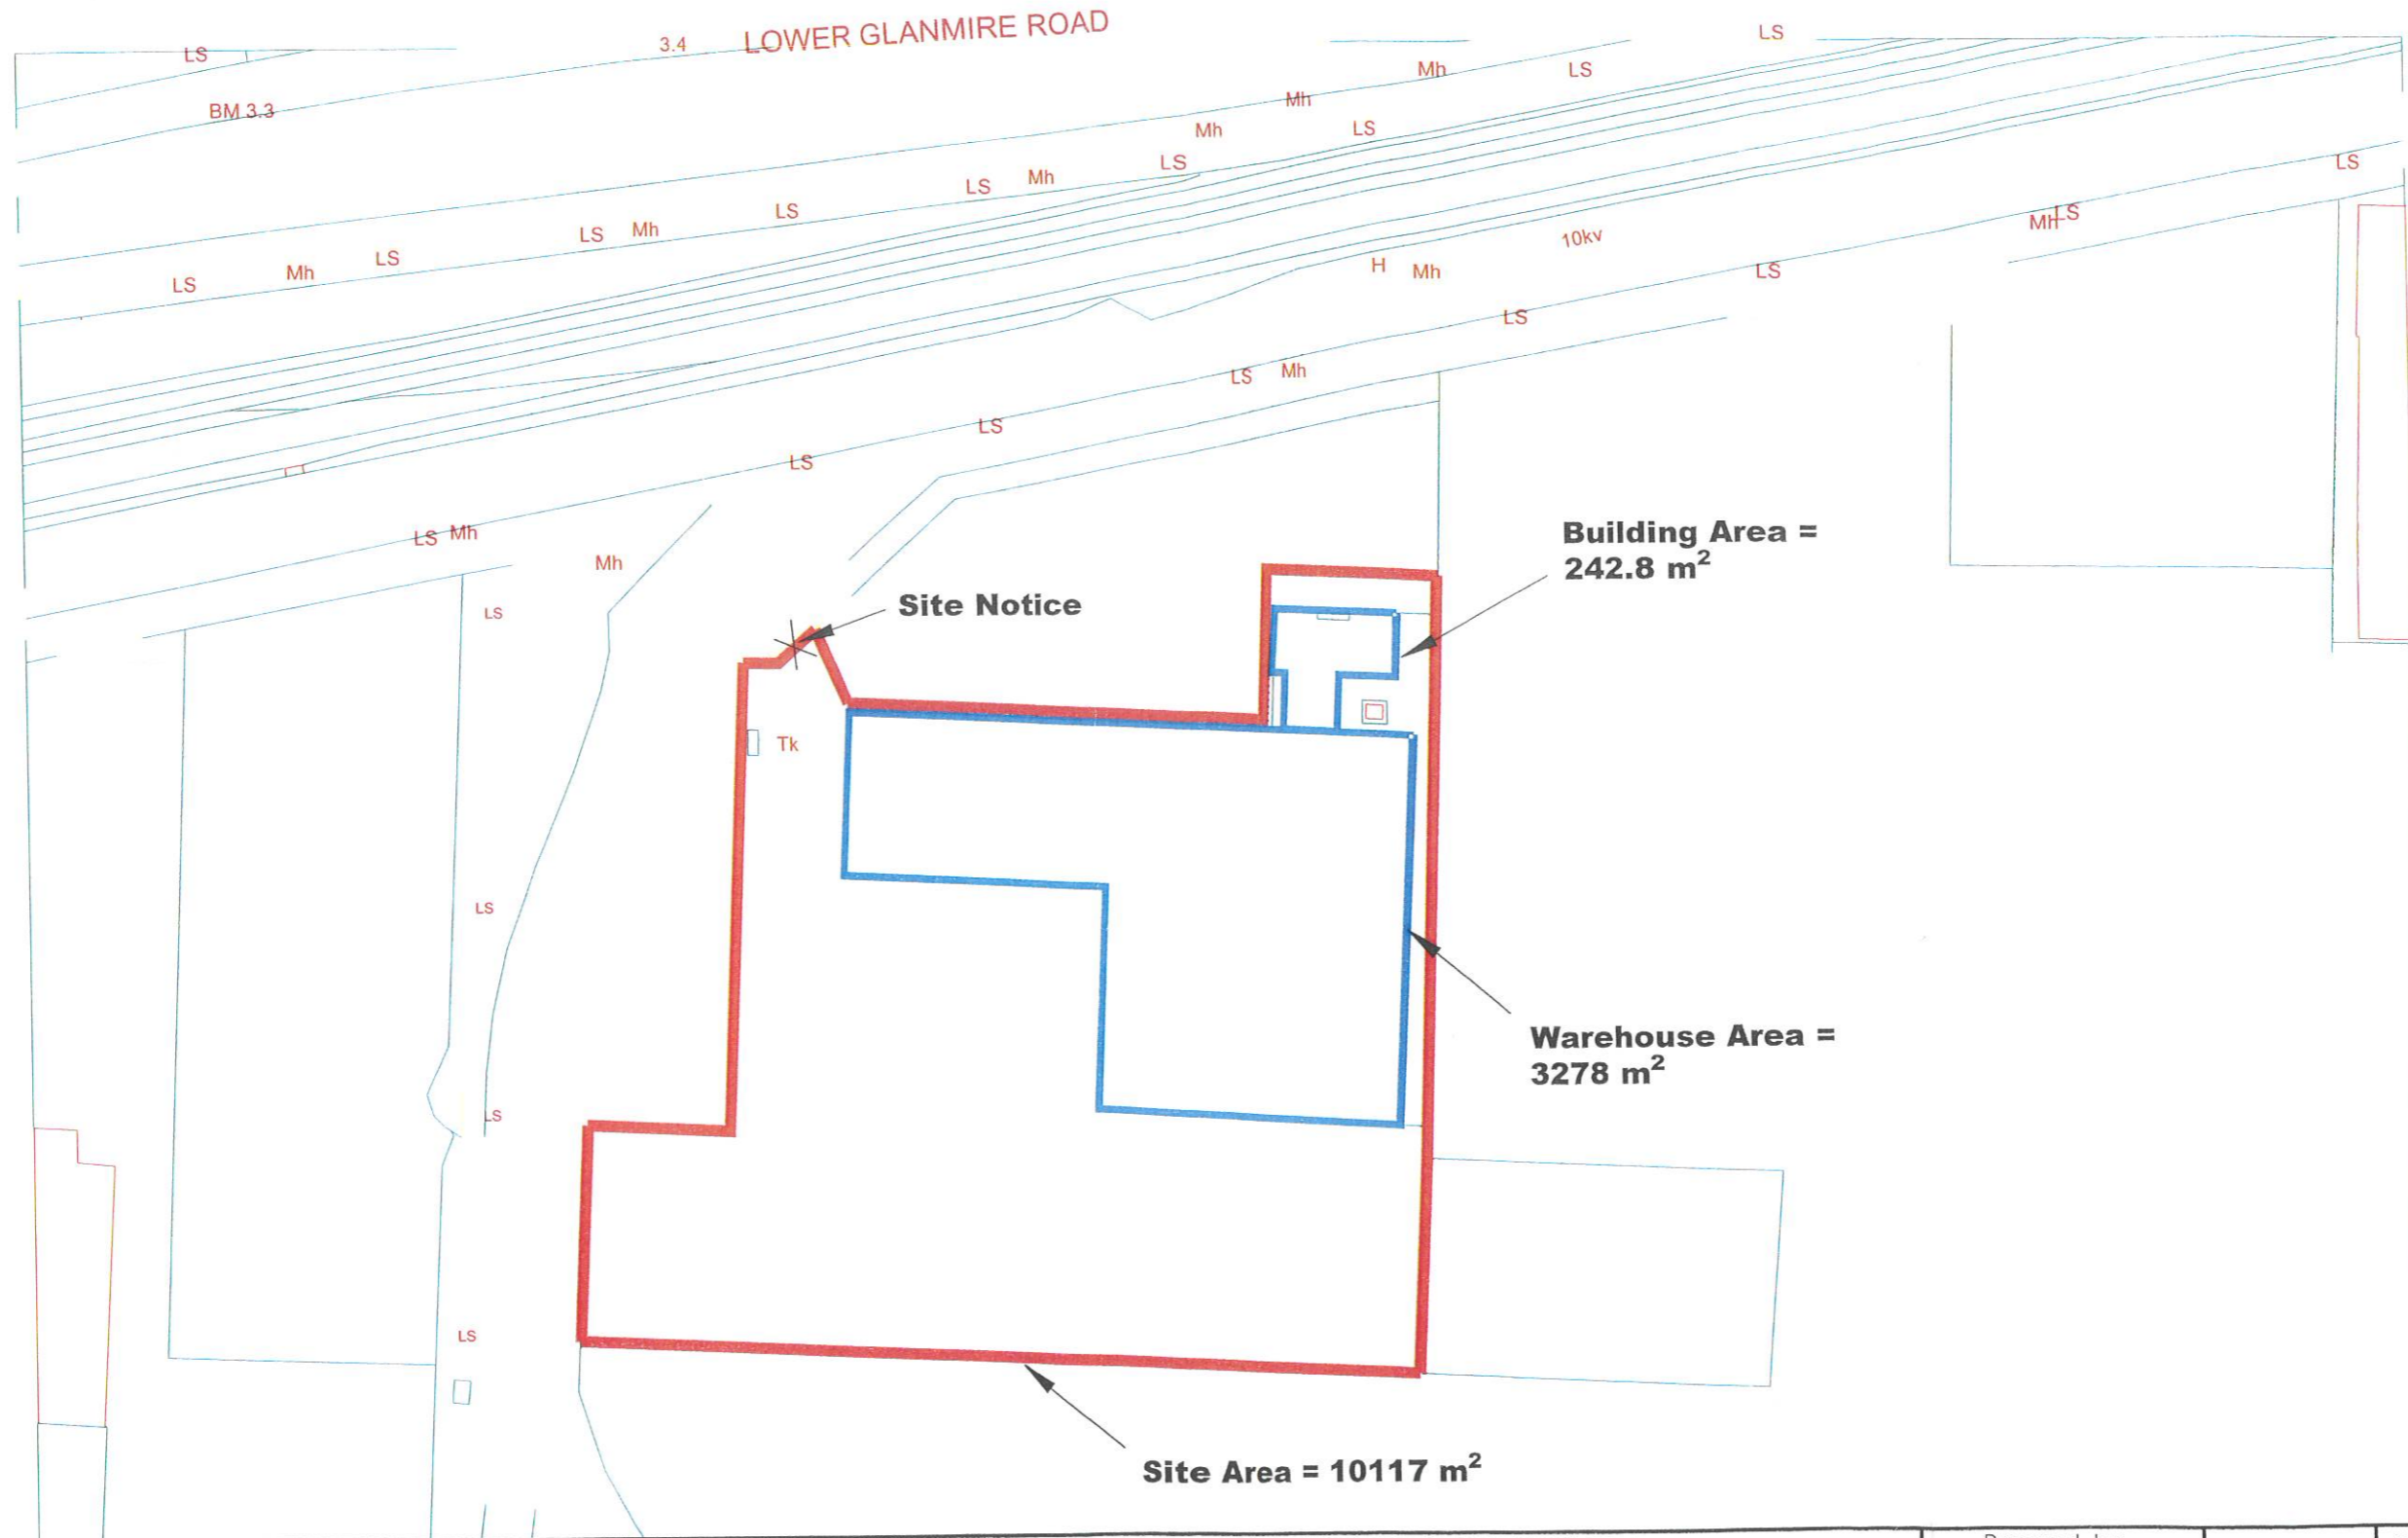 LOWER GLANMIRE ROAD
3.4
LS
LS
BM 3.3
Mh
LS
Mh
Mh
LS
LS
Mh
LS
LS
LS
Mh
LS
Mh
LS
LS
Mh
LS
10kv
H
Mh
LS
LS
LS
Mh
LS
LS
LS
Mh
Mh
LS
Building Area =
242.8 m²
Site Notice
Tk
LS
Warehouse Area =
3278 m²
LS
LS
Site Area = 10117 m²